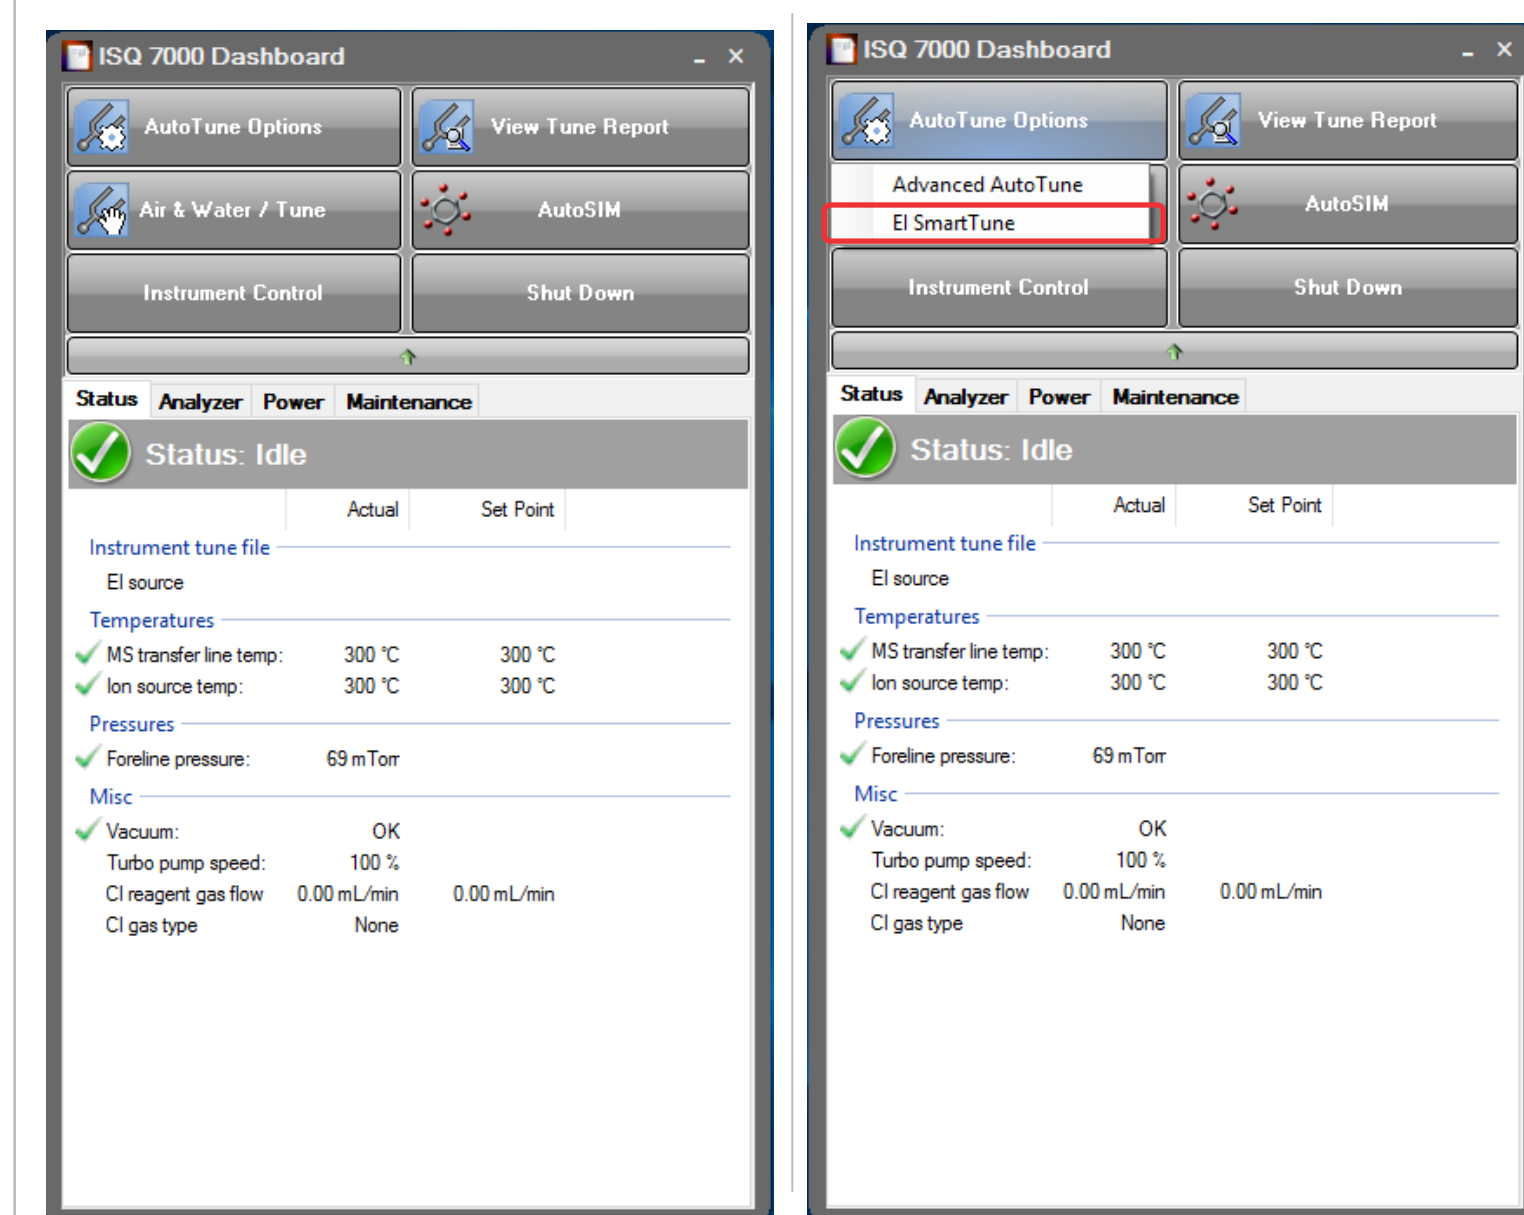 ISQ 7000 Dashboard
AutoTune Options View Tune Report
Air & Water / Tune AutoSIM
Instrument Control Shut Down
Status Analyzer Power Maintenance
Status: Idle
Actual Set Point
Instrument tune file
EI source
Temperatures
MS transfer line temp: 300 °C 300 °C
Ion source temp: 300 °C 300 °C
Pressures
Foreline pressure: 69 mTorr
Misc
Vacuum: OK
Turbo pump speed: 100 %
CI reagent gas flow 0.00 mL/min 0.00 mL/min
CI gas type None
ISQ 7000 Dashboard
AutoTune Options View Tune Report
Advanced AutoTune
EI SmartTune
AutoSIM
Instrument Control Shut Down
Status Analyzer Power Maintenance
Status: Idle
Actual Set Point
Instrument tune file
EI source
Temperatures
MS transfer line temp: 300 °C 300 °C
Ion source temp: 300 °C 300 °C
Pressures
Foreline pressure: 69 mTorr
Misc
Vacuum: OK
Turbo pump speed: 100 %
CI reagent gas flow 0.00 mL/min 0.00 mL/min
CI gas type None